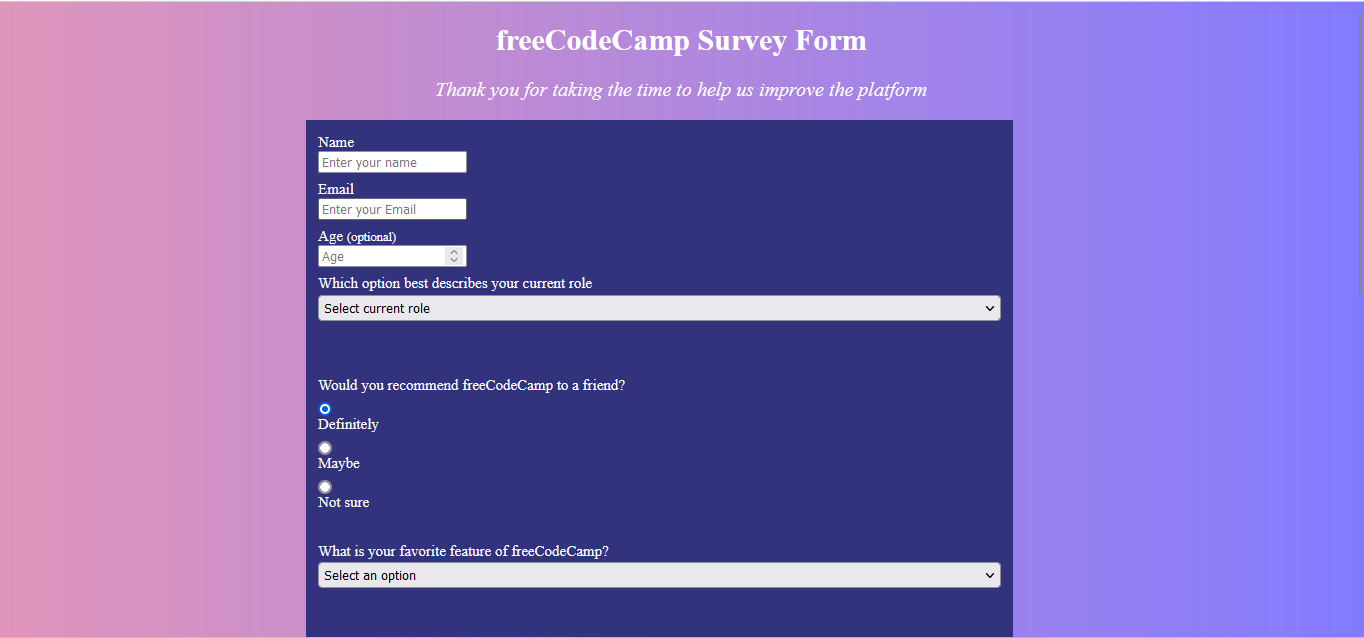 freeCodeCamp Survey Form
Thank you for taking the time to help us improve the platform
Name
Enter your name
Email
Enter your Email
Age (optional)
Age
Which option best describes your current role
Select current role
Would you recommend freeCodeCamp to a friend?
Definitely
Maybe
Not sure
What is your favorite feature of freeCodeCamp?
Select an option